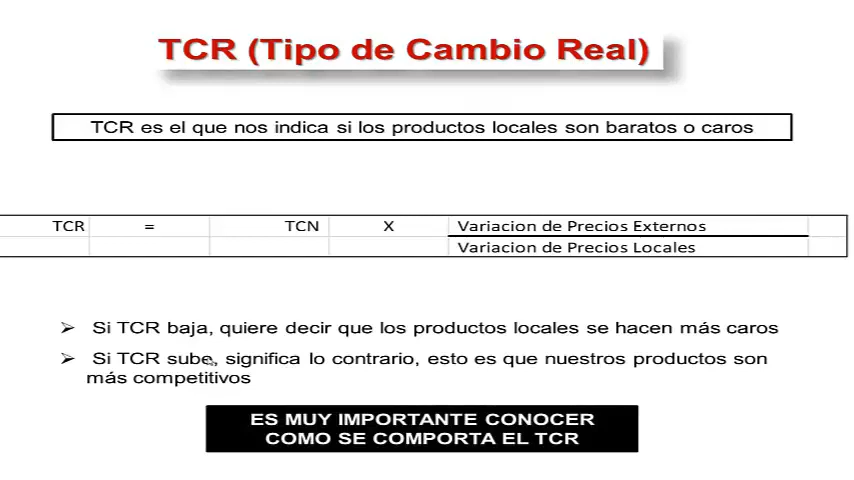 TCR (Tipo de Cambio Real)
TCR es el que nos indica si los productos locales son baratos o caros
TCR = TCN X Variacion de Precios Externos
Variacion de Precios Locales
➢ Si TCR baja, quiere decir que los productos locales se hacen más caros
➢ Si TCR sube, significa lo contrario, esto es que nuestros productos son
más competitivos
ES MUY IMPORTANTE CONOCER
COMO SE COMPORTA EL TCR